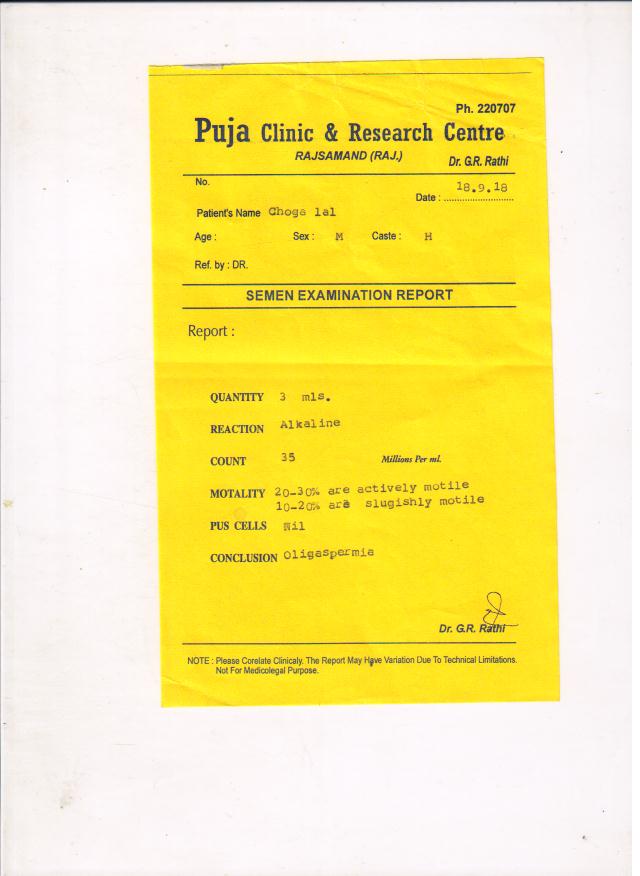 Ph. 220707
Puja Clinic & Research Centre
RAJSAMAND (RAJ.)
Dr. G.R. Rathi
No.
Date : 18.9.18
Patient's Name Choga lal
Age : Sex : M Caste : H
Ref. by : DR.
SEMEN EXAMINATION REPORT
Report :
QUANTITY 3 mls.
REACTION Alkaline
COUNT 35 Millions Per ml.
MOTALITY 20-30% are actively motile
10-20% are slugishly motile
PUS CELLS Nil
CONCLUSION Oligaspermia
Dr. G.R. Rathi
NOTE : Please Corelate Clinicaly. The Report May Have Variation Due To Technical Limitations.
Not For Medicolegal Purpose.